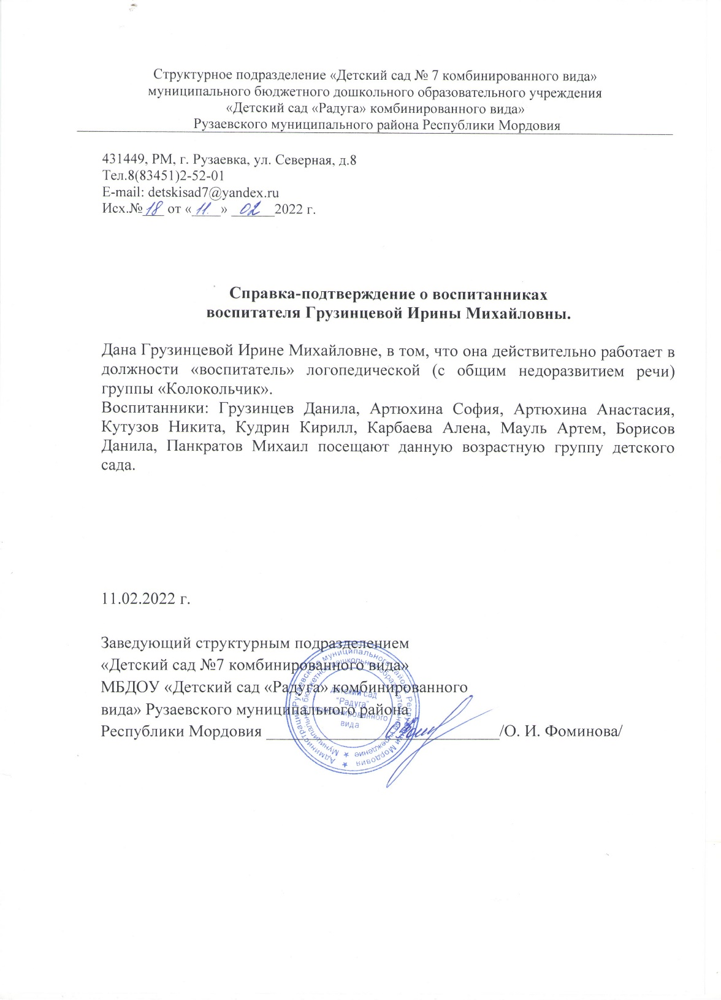 Структурное подразделение «Детский сад № 7 комбинированного вида»
муниципального бюджетного дошкольного образовательного учреждения
«Детский сад «Радуга» комбинированного вида»
Рузаевского муниципального района Республики Мордовия
431449, РМ, г. Рузаевка, ул. Северная, д.8
Тел.8(83451)2-52-01
E-mail: detskisad7@yandex.ru
Исх.№ 18 от « 11. » 02 2022 г.
Справка-подтверждение о воспитанниках
воспитателя Грузинцевой Ирины Михайловны.
Дана Грузинцевой Ирине Михайловне, в том, что она действительно работает в
должности «воспитатель» логопедической (с общим недоразвитием речи)
группы «Колокольчик».
Воспитанники: Грузинцев Данила, Артюхина София, Артюхина Анастасия,
Кутузов Никита, Кудрин Кирилл, Карбаева Алена, Мауль Артем, Борисов
Данила, Панкратов Михаил посещают данную возрастную группу детского
сада.
11.02.2022 г.
Заведующий структурным подразделением
«Детский сад №7 комбинированного вида»
МБДОУ «Детский сад «Радуга» комбинированного
вида» Рузаевского муниципального района
Республики Мордовия /О. И. Фоминова/
Администрация Рузаевского муниципального района Республики Мордовия
Муниципальное бюджетное дошкольное образовательное учреждение
детский сад
"Радуга"
комбинированного
вида